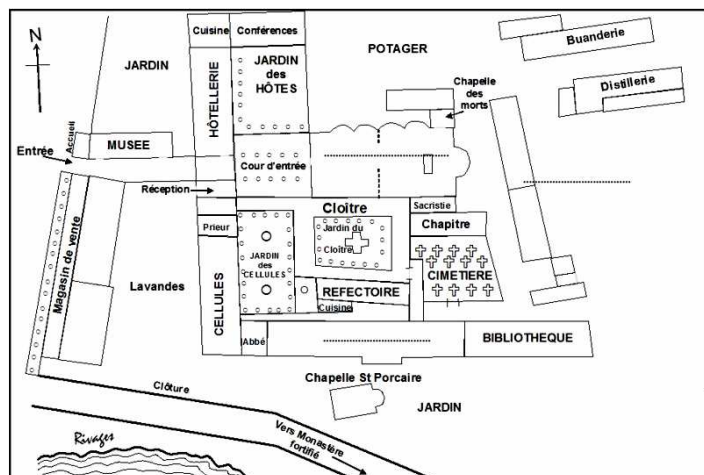 Cuisine
Conférences
N
JARDIN
POTAGER
Buanderie
JARDIN
des
HÔTES
Chapelle
des
morts
Distillerie
HÔTELLERIE
Accueil
MUSEE
Entrée
Cour d'entrée
Réception
Cloître
Sacristie
Prieur
Jardin du
Cloître
Chapitre
JARDIN
des
CELLULES
CIMETIERE
Magasin de vente
Lavandes
CELLULES
REFECTOIRE
Cuisine
Abbé
BIBLIOTHEQUE
Chapelle St Porcaire
Clôture
JARDIN
Vers Monastère
fortifié
Rivages